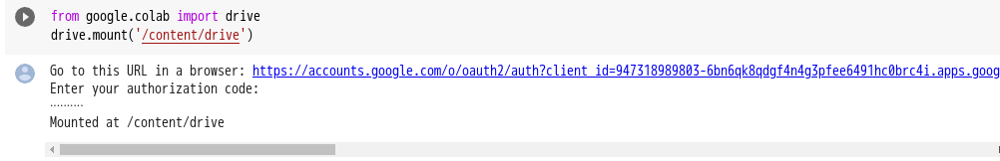 from google.colab import drive
drive.mount('/content/drive')
Go to this URL in a browser: https://accounts.google.com/o/oauth2/auth?client_id=947318989803-6bn6qk8qdgf4n4g3pfee6491hc0brc4i.apps.goog
Enter your authorization code:
··········
Mounted at /content/drive